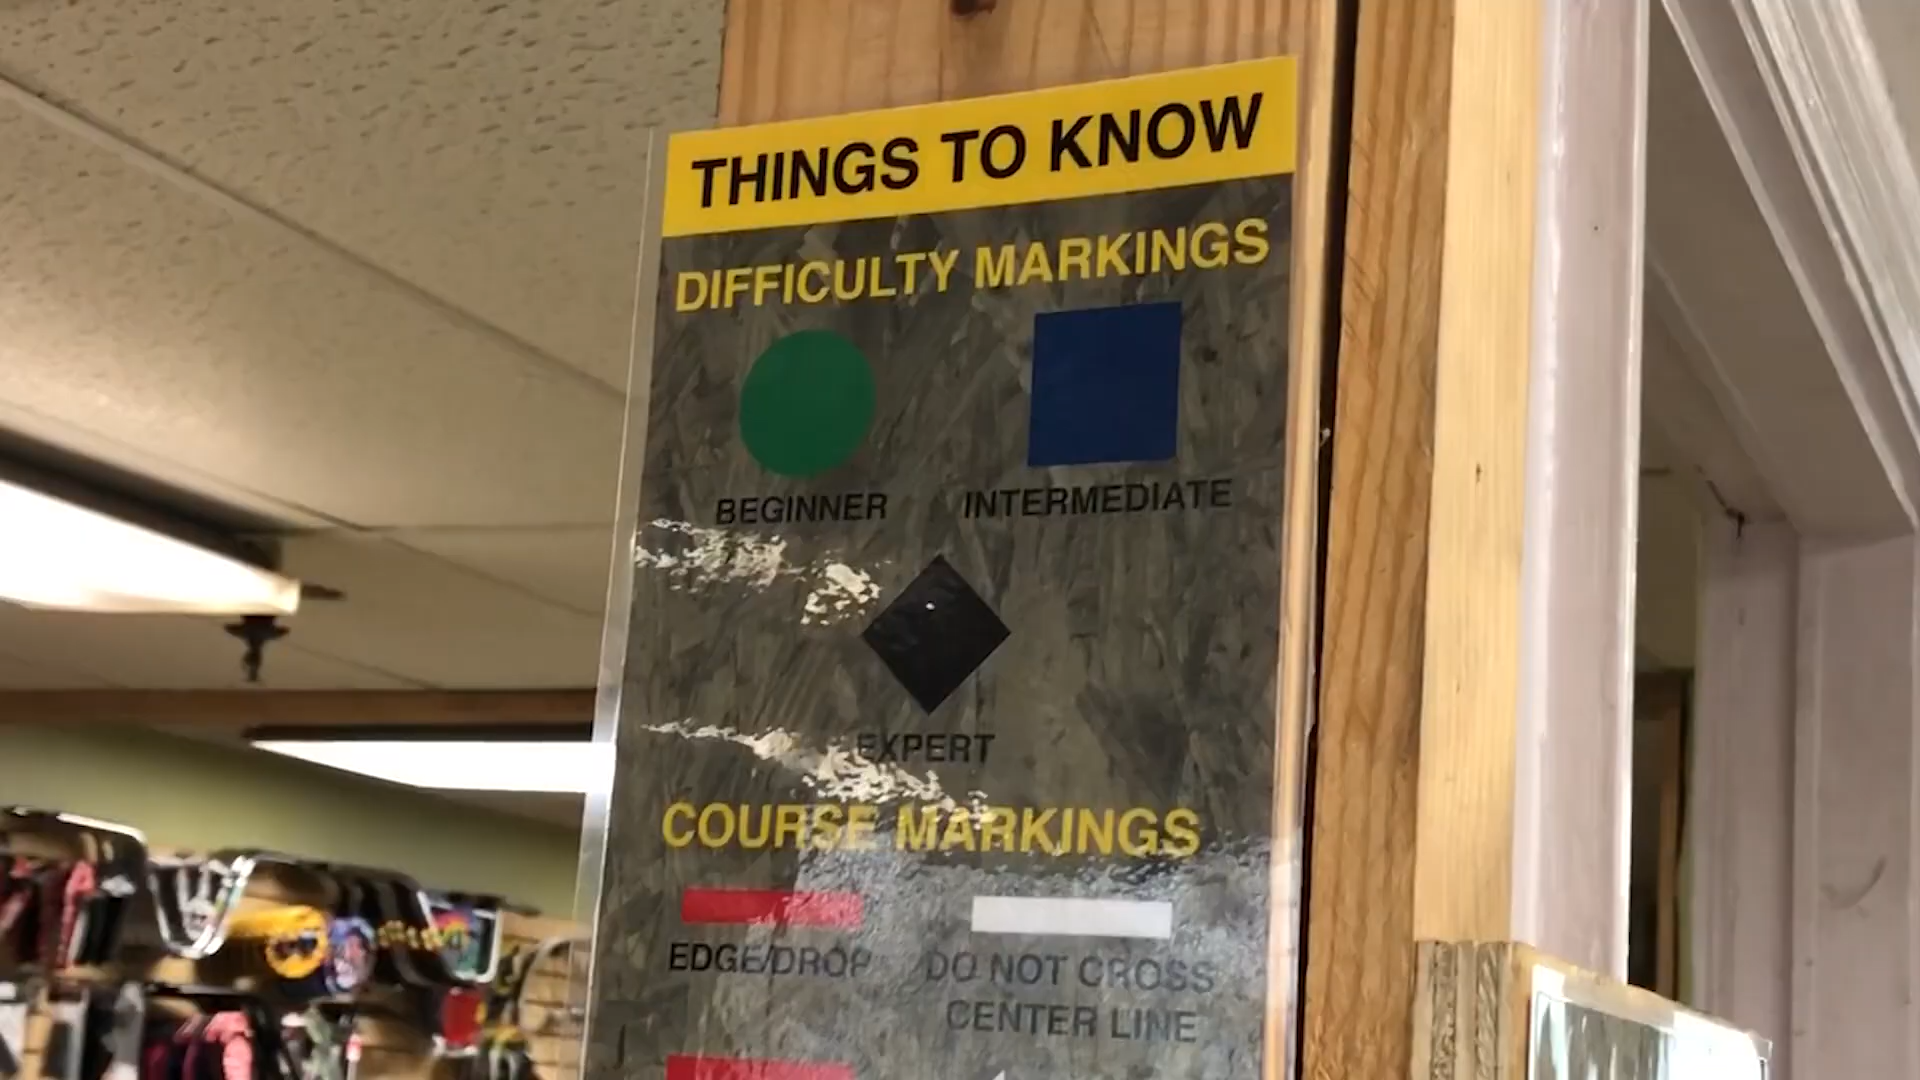 THINGS TO KNOW
DIFFICULTY MARKINGS
BEGINNER INTERMEDIATE
EXPERT
COURSE MARKINGS
EDGE/DROP DO NOT CROSS
CENTER LINE